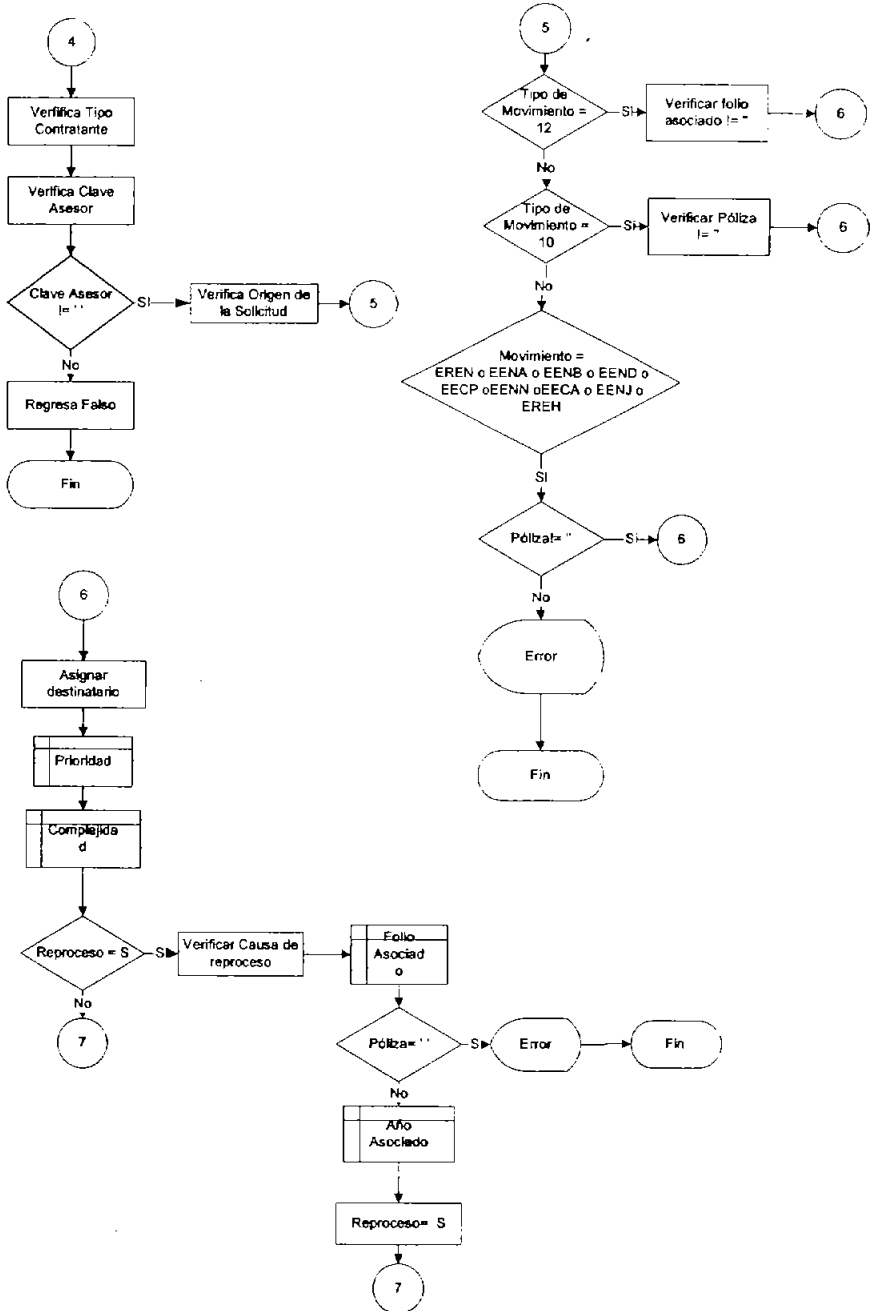 4
Verifica Tipo
Contratante
Verifica Clave
Asesor
Clave Asesor
!= ' '
Si
Verifica Origen de
la Solicitud
5
No
Regresa Falso
Fin
5
Tipo de
Movimiento =
12
Si
Verificar folio
asociado != "
6
No
Tipo de
Movimiento =
10
Si
Verificar Póliza
!= "
6
No
Movimiento =
EREN o EENA o EENB o EEND o
EECP oEENN oEECA o EENJ o
EREH
SI
Póliza!= "
Si
6
No
Error
Fin
6
Asignar
destinatario
Prioridad
Complejida
d
Reproceso = S
Si
Verificar Causa de
reproceso
Folio
Asociad
o
No
7
Póliza= ' '
S
Error
Fin
No
Año
Asociado
Reproceso= S
7